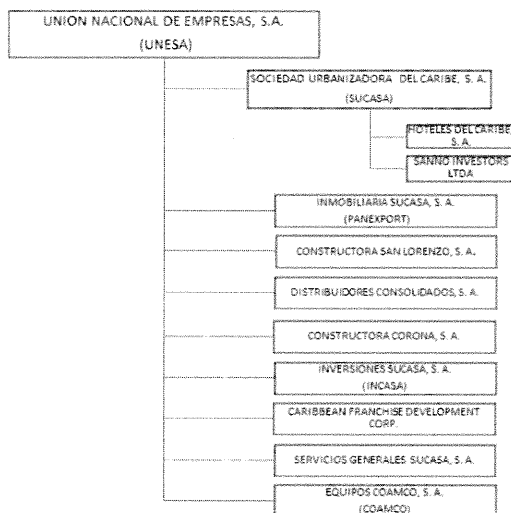 UNION NACIONAL DE EMPRESAS, S.A.
(UNESA)
SOCIEDAD URBANIZADORA DEL CARIBE, S. A.
(SUCASA)
HOTELES DEL CARIBE,
S. A.
SANNO INVESTORS
LTDA
INMOBILIARIA SUCASA, S. A.
(PANEXPORT)
CONSTRUCTORA SAN LORENZO, S. A.
DISTRIBUIDORES CONSOLIDADOS, S. A.
CONSTRUCTORA CORONA, S. A.
INVERSIONES SUCASA, S. A.
(INCASA)
CARIBBEAN FRANCHISE DEVELOPMENT
CORP.
SERVICIOS GENERALES SUCASA, S. A.
EQUIPOS COAMCO, S. A.
(COAMCO)